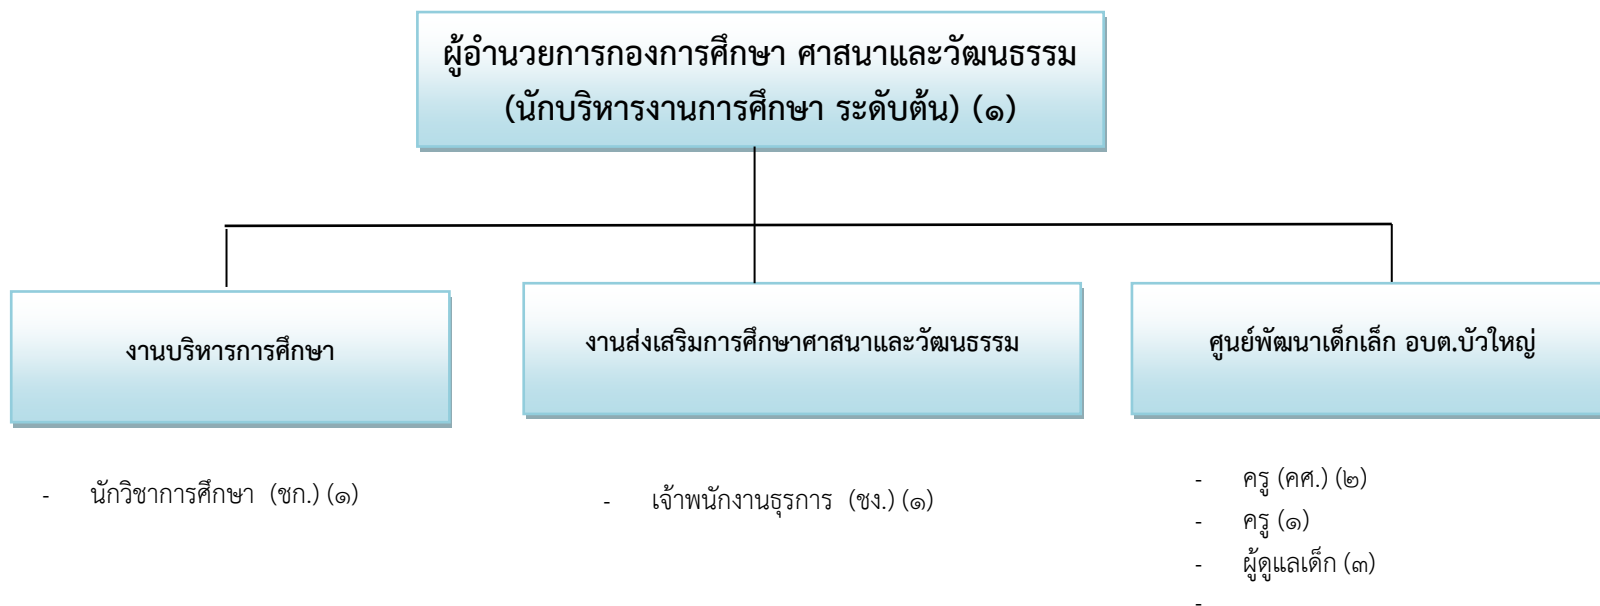 ผู้อำนวยการกองการศึกษา ศาสนาและวัฒนธรรม
(นักบริหารงานการศึกษา ระดับต้น) (๑)
งานบริหารการศึกษา
งานส่งเสริมการศึกษาศาสนาและวัฒนธรรม
ศูนย์พัฒนาเด็กเล็ก อบต.บัวใหญ่
- นักวิชาการศึกษา (ชก.) (๑)
- เจ้าพนักงานธุรการ (ชง.) (๑)
- ครู (คศ.) (๒)
- ครู (๑)
- ผู้ดูแลเด็ก (๓)
-